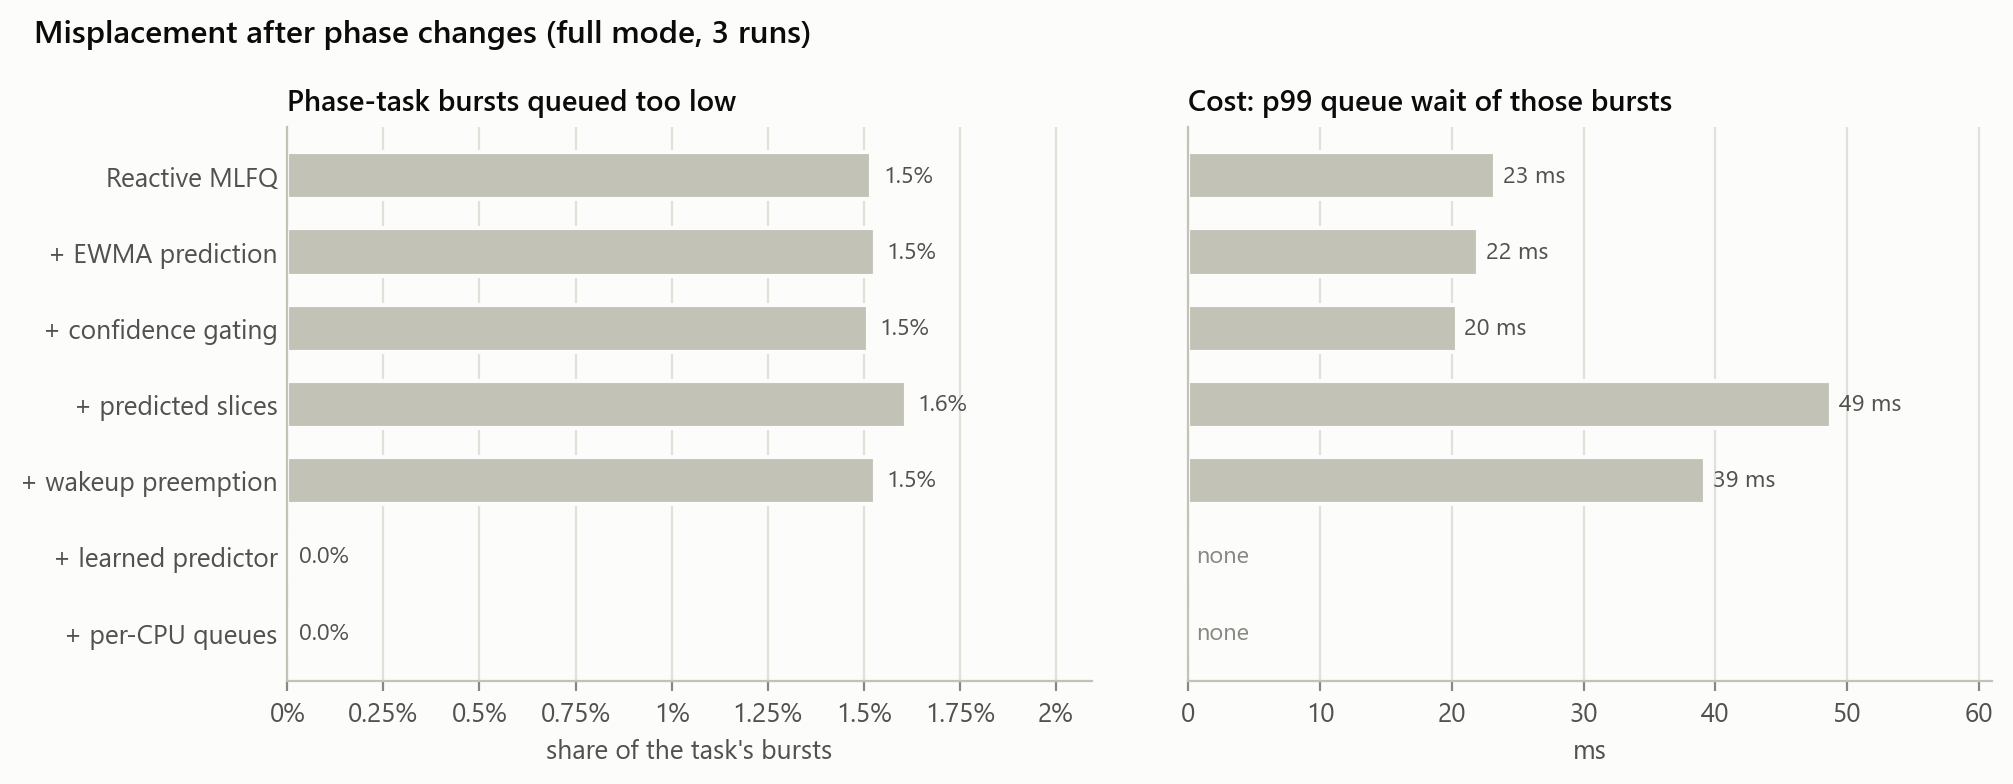 Misplacement after phase changes (full mode, 3 runs)
Phase-task bursts queued too low
Reactive MLFQ
1.5%
+ EWMA prediction
1.5%
+ confidence gating
1.5%
+ predicted slices
1.6%
+ wakeup preemption
1.5%
+ learned predictor
0.0%
+ per-CPU queues
0.0%
0% 0.25% 0.5% 0.75% 1% 1.25% 1.5% 1.75% 2%
share of the task's bursts
Cost: p99 queue wait of those bursts
23 ms
22 ms
20 ms
49 ms
39 ms
none
none
0 10 20 30 40 50 60
ms